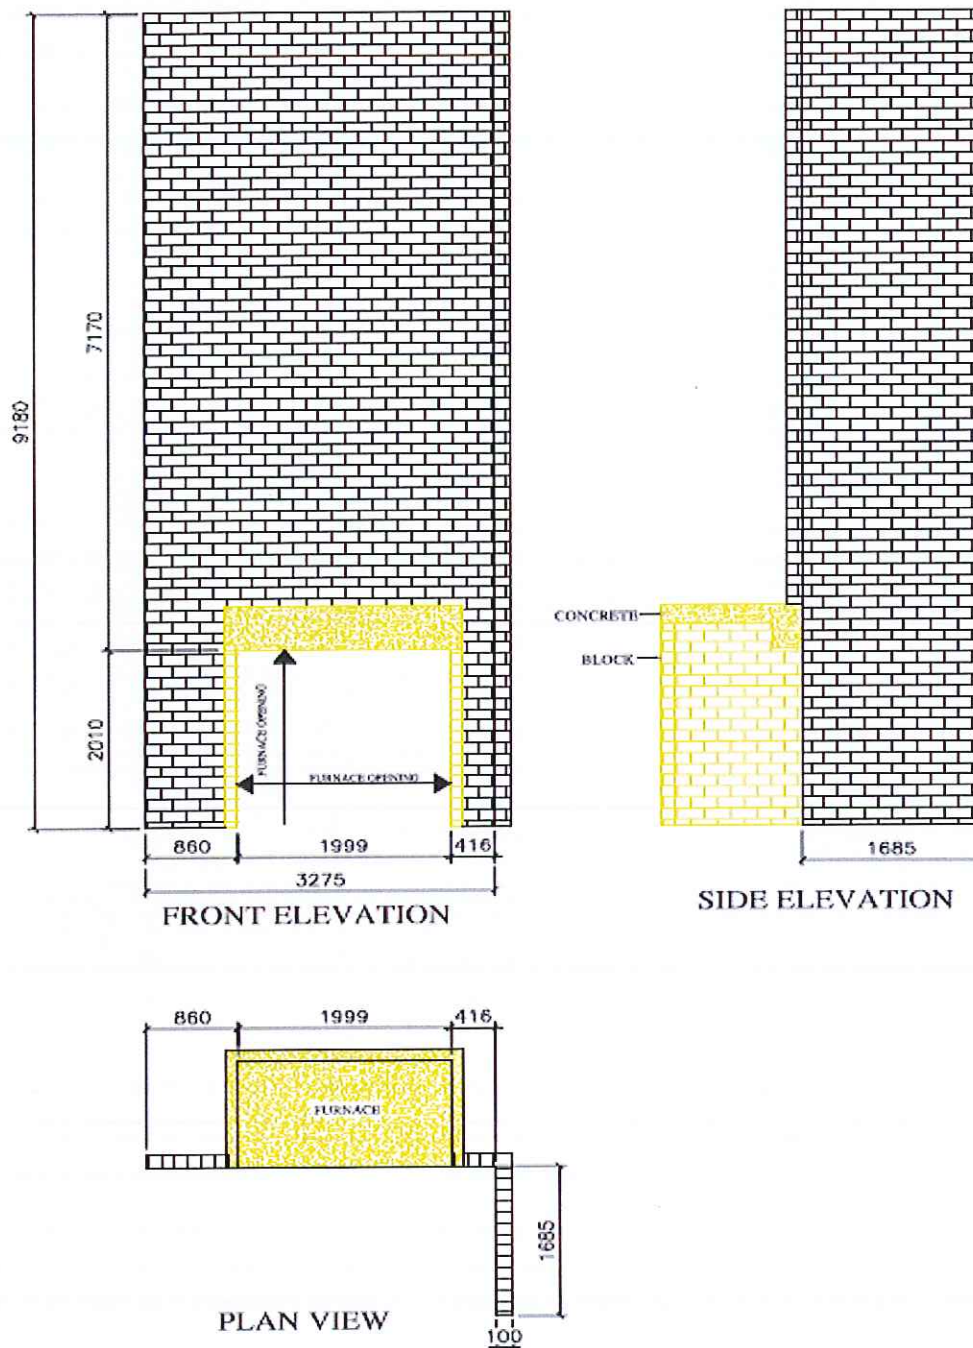 9180
7170
2010
FURNACE OPENING
FURNACE OPENING
860 1999 416
3275
FRONT ELEVATION
CONCRETE
BLOCK
1685
SIDE ELEVATION
860 1999 416
FURNACE
1685
100
PLAN VIEW